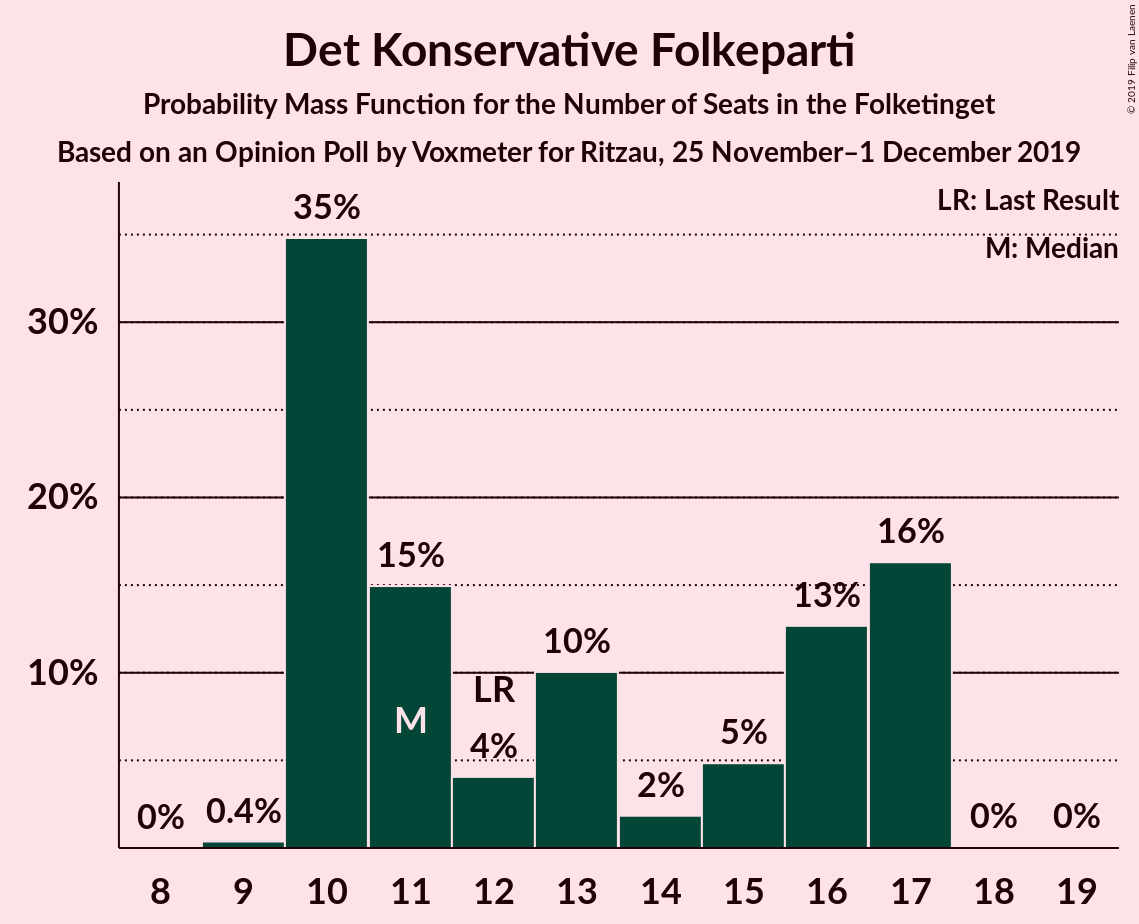 Det Konservative Folkeparti
Probability Mass Function for the Number of Seats in the Folketinget
Based on an Opinion Poll by Voxmeter for Ritzau, 25 November–1 December 2019
© 2019 Filip van Laenen
LR: Last Result
M: Median
30%
20%
10%
0%
0.4%
35%
15%
M
LR
4%
10%
2%
5%
13%
16%
0%
0%
8 9 10 11 12 13 14 15 16 17 18 19